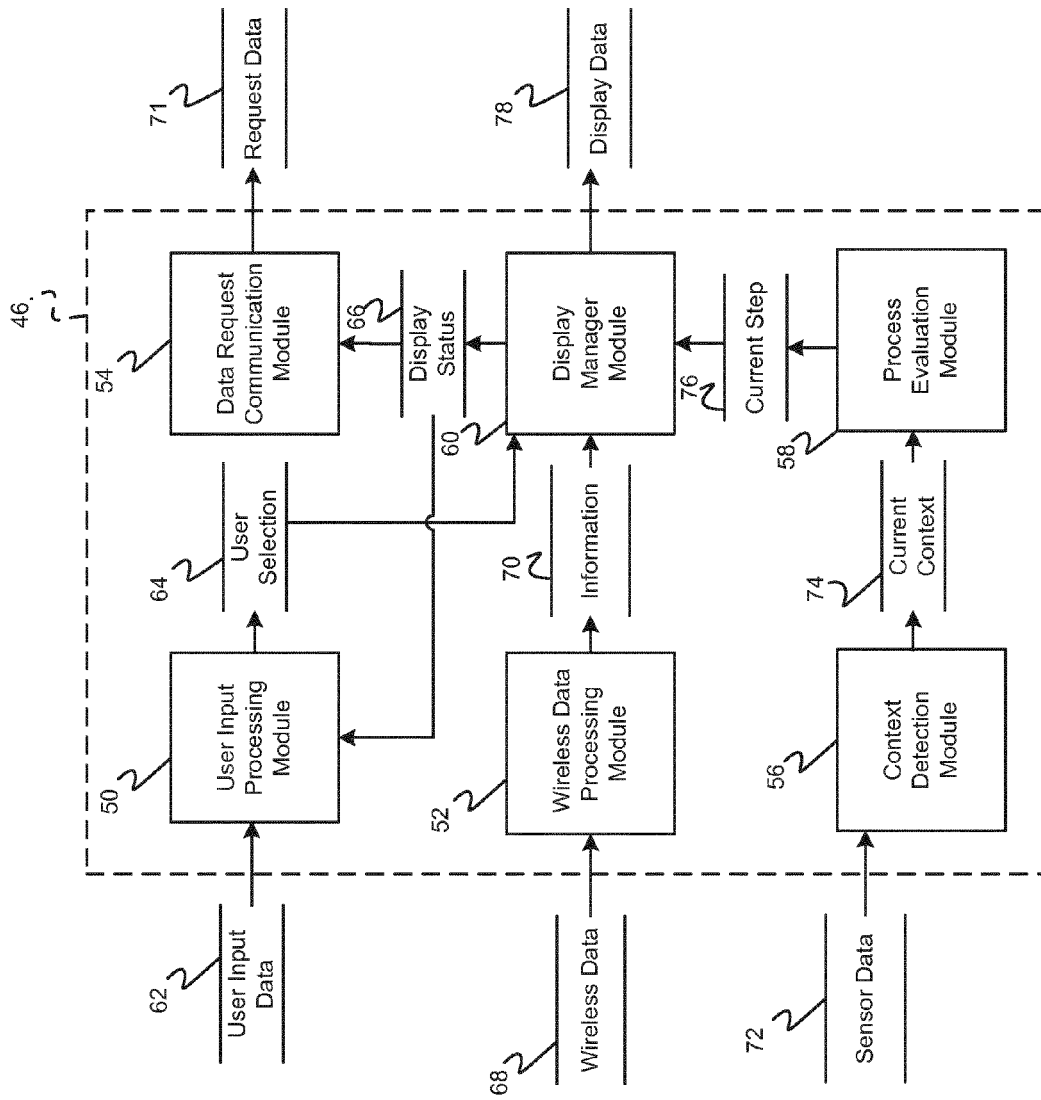 46
62
User Input
Data
50
User Input
Processing
Module
64
User
Selection
54
Data Request
Communication
Module
71
Request Data
66
Display
Status
68
Wireless Data
52
Wireless Data
Processing
Module
70
Information
60
Display
Manager
Module
78
Display Data
76
Current Step
72
Sensor Data
56
Context
Detection
Module
74
Current
Context
58
Process
Evaluation
Module